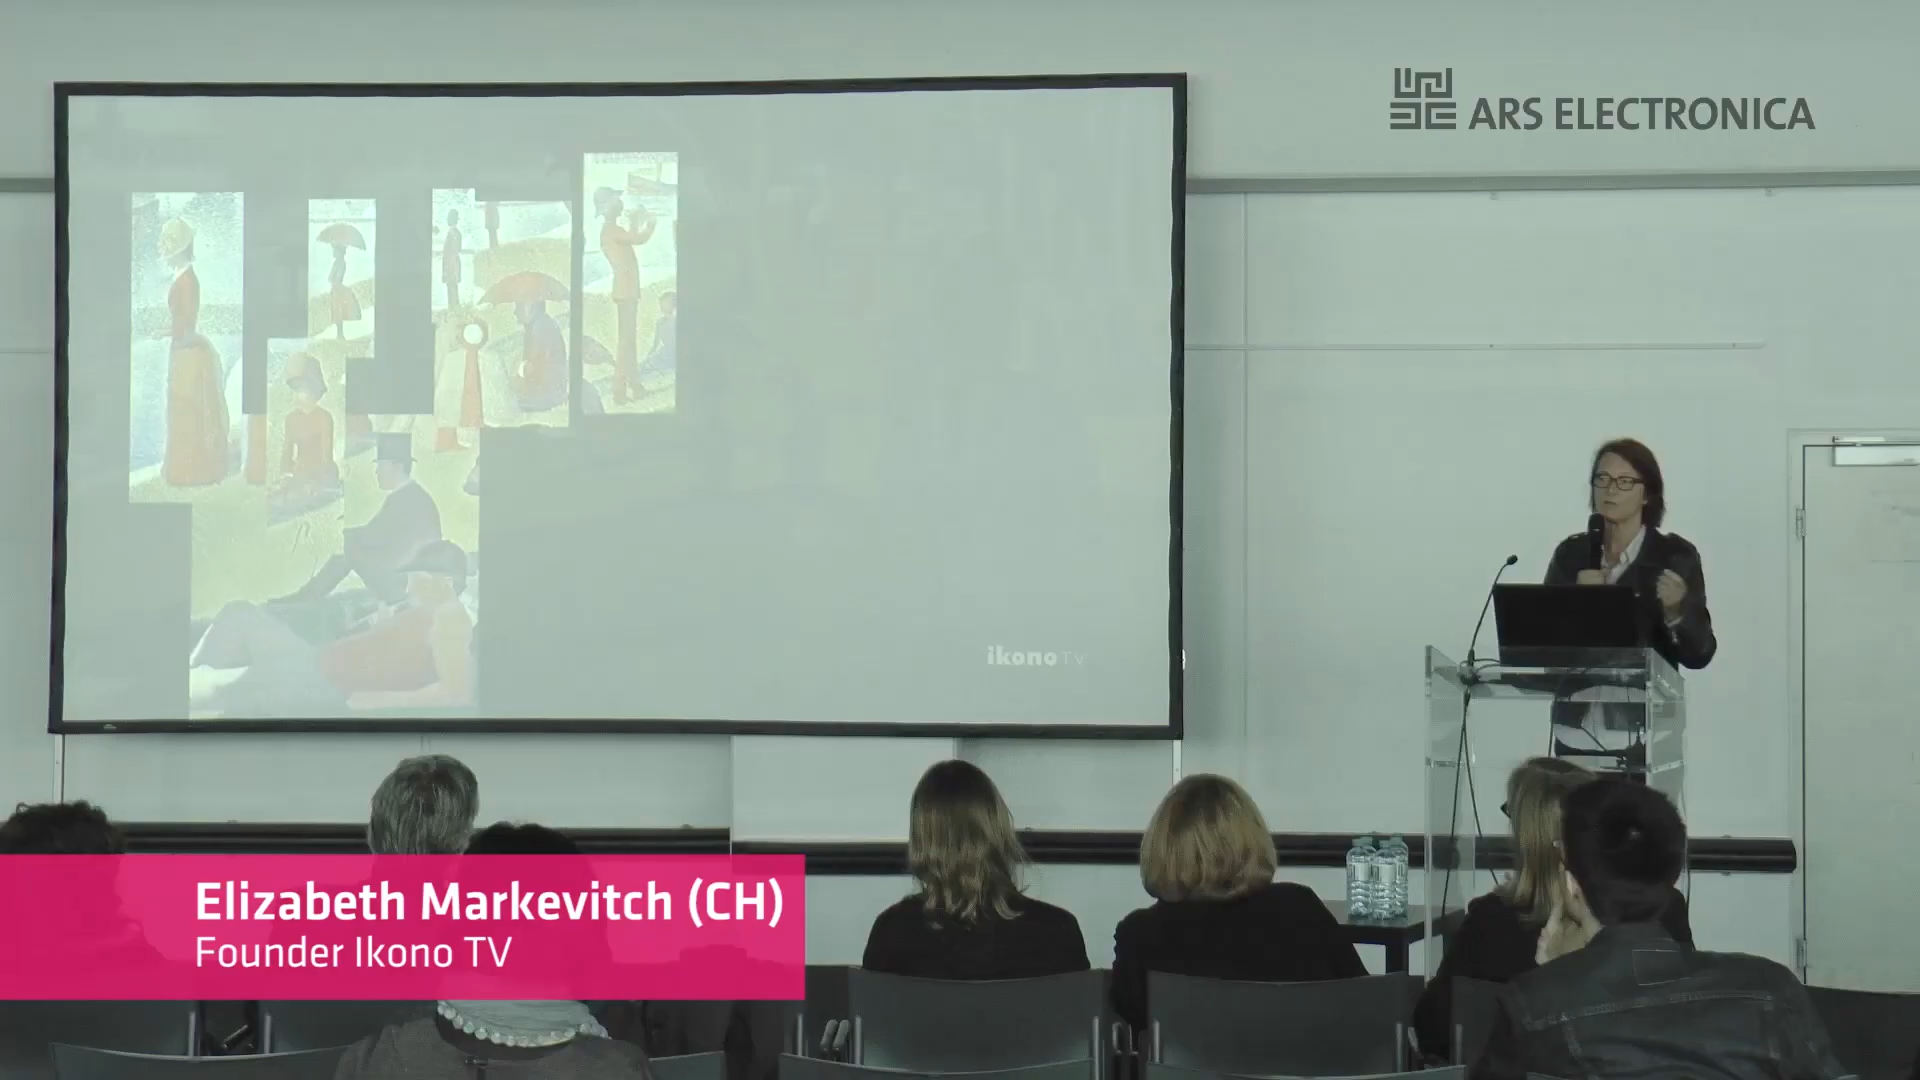 ARS ELECTRONICA
ikono TV
Elizabeth Markevitch (CH)
Founder Ikono TV